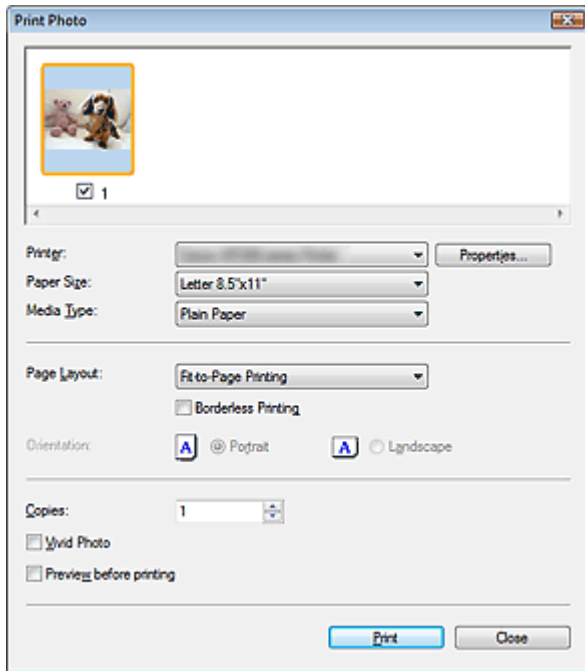 Print Photo
1
Printer:
Properties...
Paper Size: Letter 8.5"x11"
Media Type: Plain Paper
Page Layout: Fit-to-Page Printing
Borderless Printing
Orientation: A Portrait A Landscape
Copies: 1
Vivid Photo
Preview before printing
Print Close